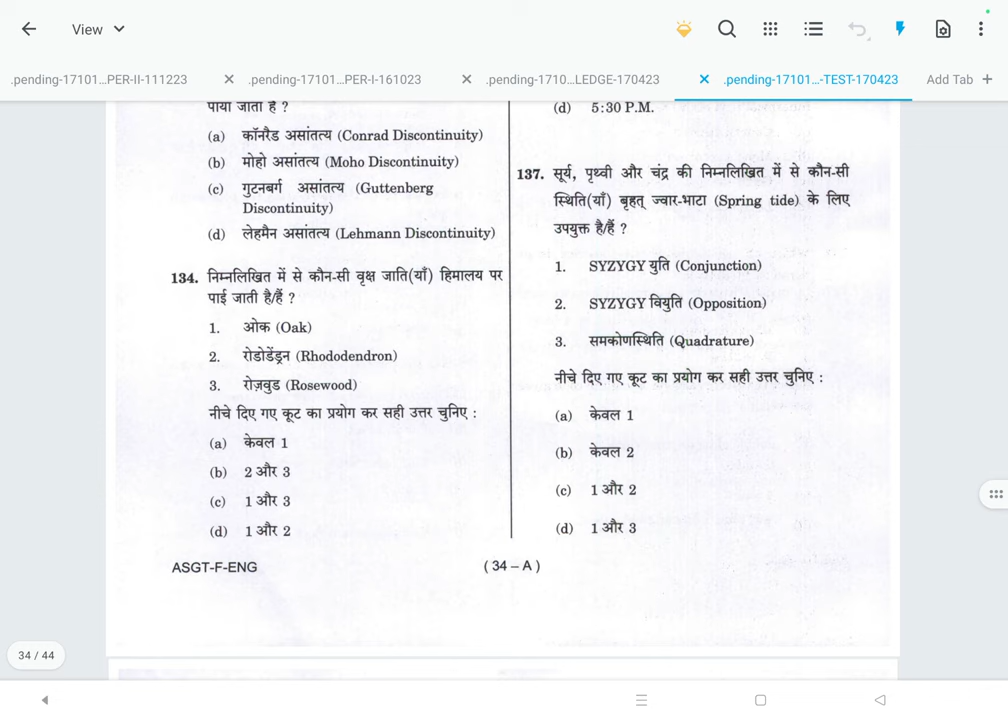 View
.pending-17101...PER-II-111223
.pending-17101...PER-I-161023
.pending-1710...LEDGE-170423
.pending-17101...-TEST-170423
Add Tab +
पाया जाता है ?
(a) कॉनरैड असांतत्य (Conrad Discontinuity)
(b) मोहो असांतत्य (Moho Discontinuity)
(c) गुटनबर्ग असांतत्य (Guttenberg
Discontinuity)
(d) लेहमैन असांतत्य (Lehmann Discontinuity)
134. निम्नलिखित में से कौन-सी वृक्ष जाति(याँ) हिमालय पर
पाई जाती है/हैं ?
1. ओक (Oak)
2. रोडोडेंड्रन (Rhododendron)
3. रोज़वुड (Rosewood)
नीचे दिए गए कूट का प्रयोग कर सही उत्तर चुनिए :
(a) केवल 1
(b) 2 और 3
(c) 1 और 3
(d) 1 और 2
(d) 5:30 P.M.
137. सूर्य, पृथ्वी और चंद्र की निम्नलिखित में से कौन-सी
स्थिति(याँ) बृहत् ज्वार-भाटा (Spring tide) के लिए
उपयुक्त है/हैं ?
1. SYZYGY युति (Conjunction)
2. SYZYGY वियुति (Opposition)
3. समकोणस्थिति (Quadrature)
नीचे दिए गए कूट का प्रयोग कर सही उत्तर चुनिए :
(a) केवल 1
(b) केवल 2
(c) 1 और 2
(d) 1 और 3
ASGT-F-ENG
( 34 – A )
34 / 44